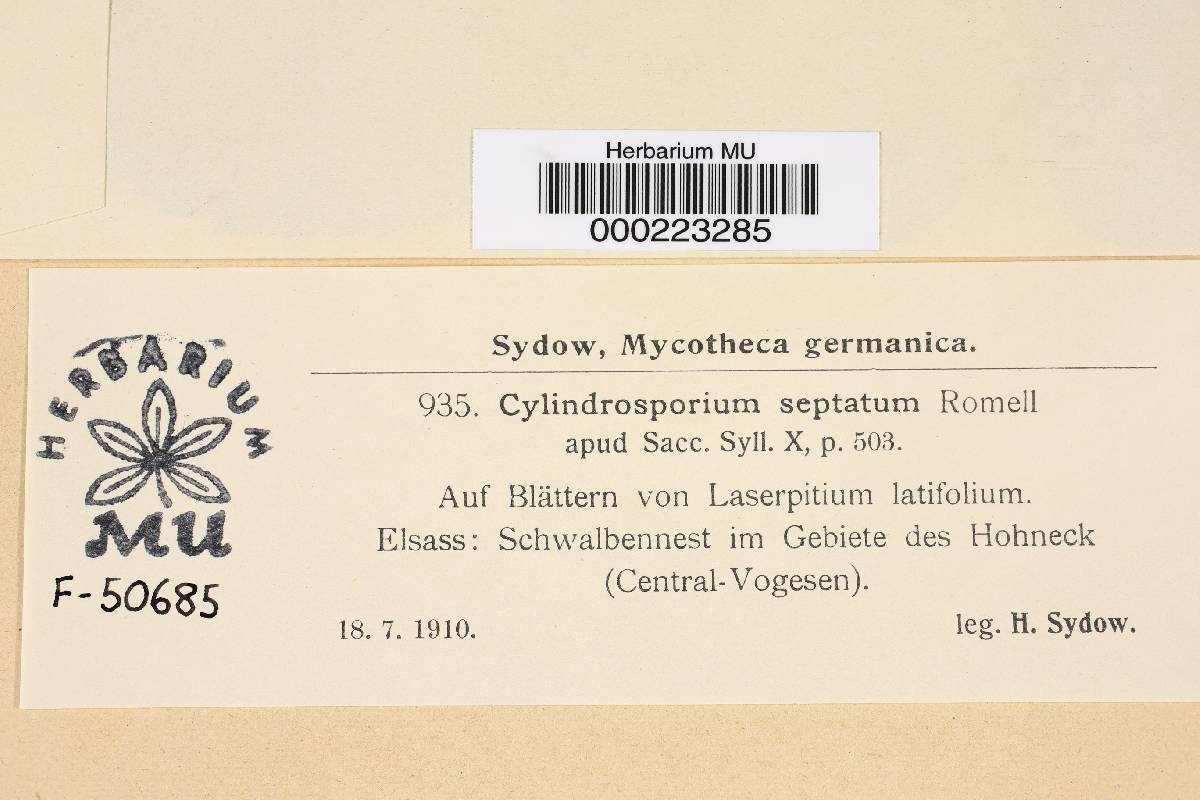 Herbarium MU
000223285
HERBARIUM
MU
F-50685
Sydow, Mycotheca germanica.
935. Cylindrosporium septatum Romell
apud Sacc. Syll. X, p. 503.
Auf Blättern von Laserpitium latifolium.
Elsass: Schwalbennest im Gebiete des Hohneck
(Central-Vogesen).
18. 7. 1910. leg. H. Sydow.